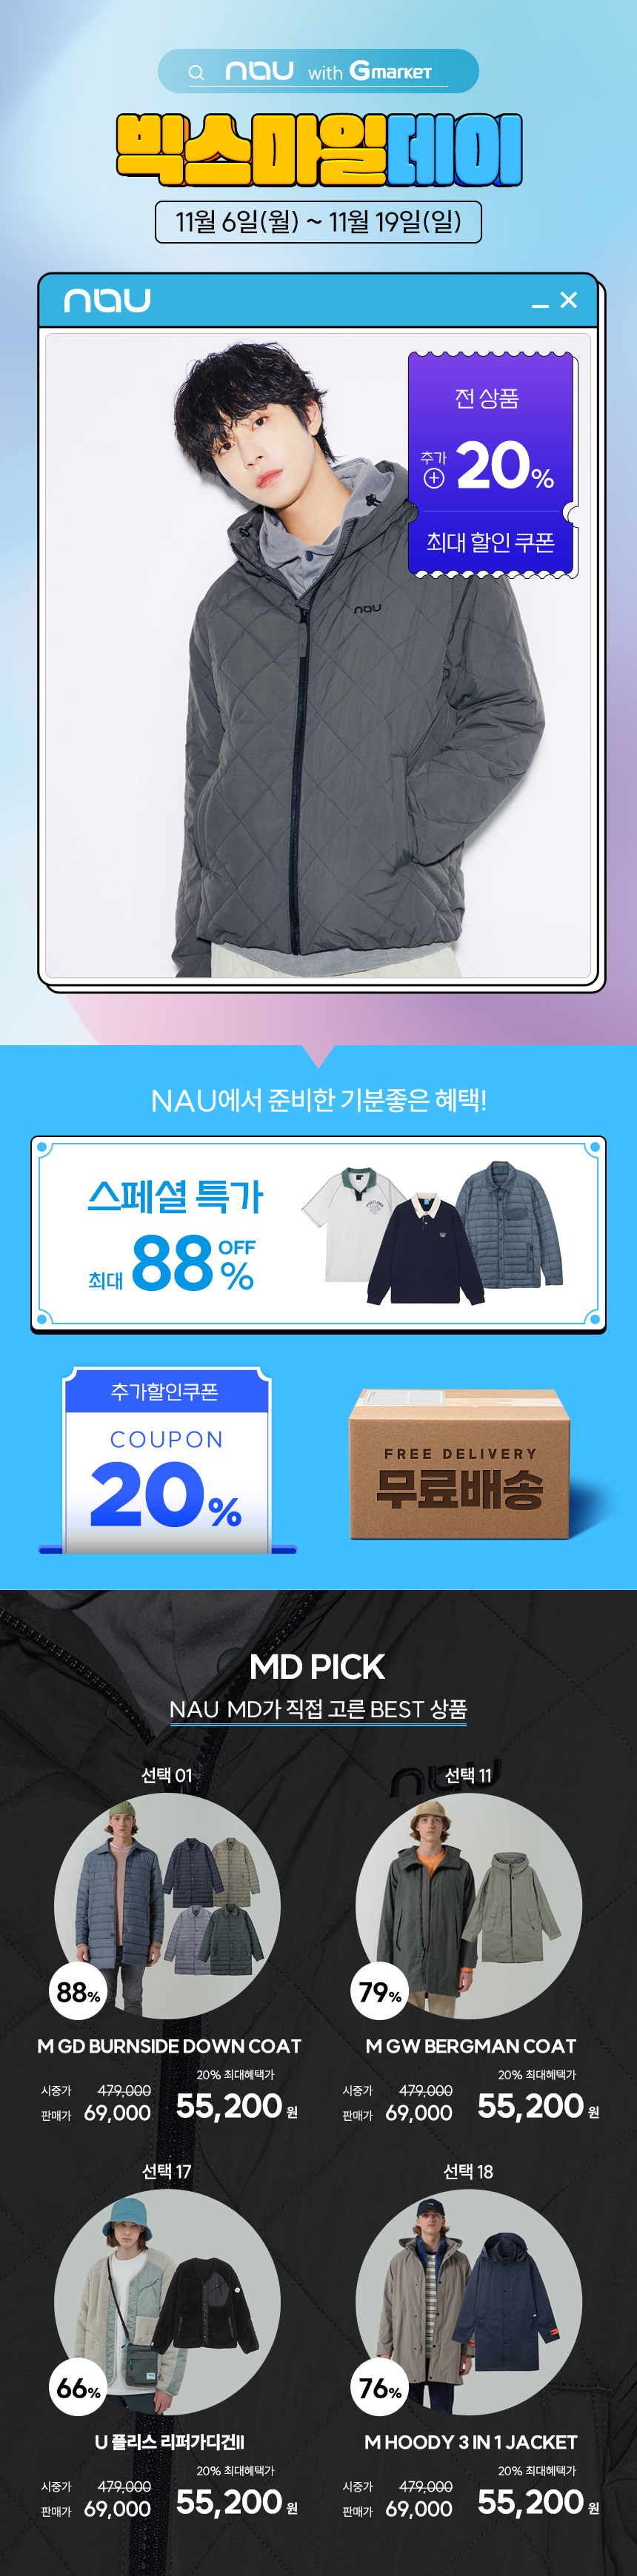 nau with Gmarket
빅스마일데이
11월 6일(월) ~ 11월 19일(일)
nau
전 상품
추가
20%
최대 할인 쿠폰
nau
NAU에서 준비한 기분좋은 혜택!
스페셜 특가
최대 88% OFF
추가할인쿠폰
COUPON
20%
FREE DELIVERY
무료배송
MD PICK
NAU MD가 직접 고른 BEST 상품
nau
선택 01
88%
M GD BURNSIDE DOWN COAT
20% 최대혜택가
시중가 479,000
판매가 69,000
55,200 원
선택 11
79%
M GW BERGMAN COAT
20% 최대혜택가
시중가 479,000
판매가 69,000
55,200 원
선택 17
66%
U 플리스 리퍼가디건II
20% 최대혜택가
시중가 479,000
판매가 69,000
55,200 원
선택 18
76%
M HOODY 3 IN 1 JACKET
20% 최대혜택가
시중가 479,000
판매가 69,000
55,200 원